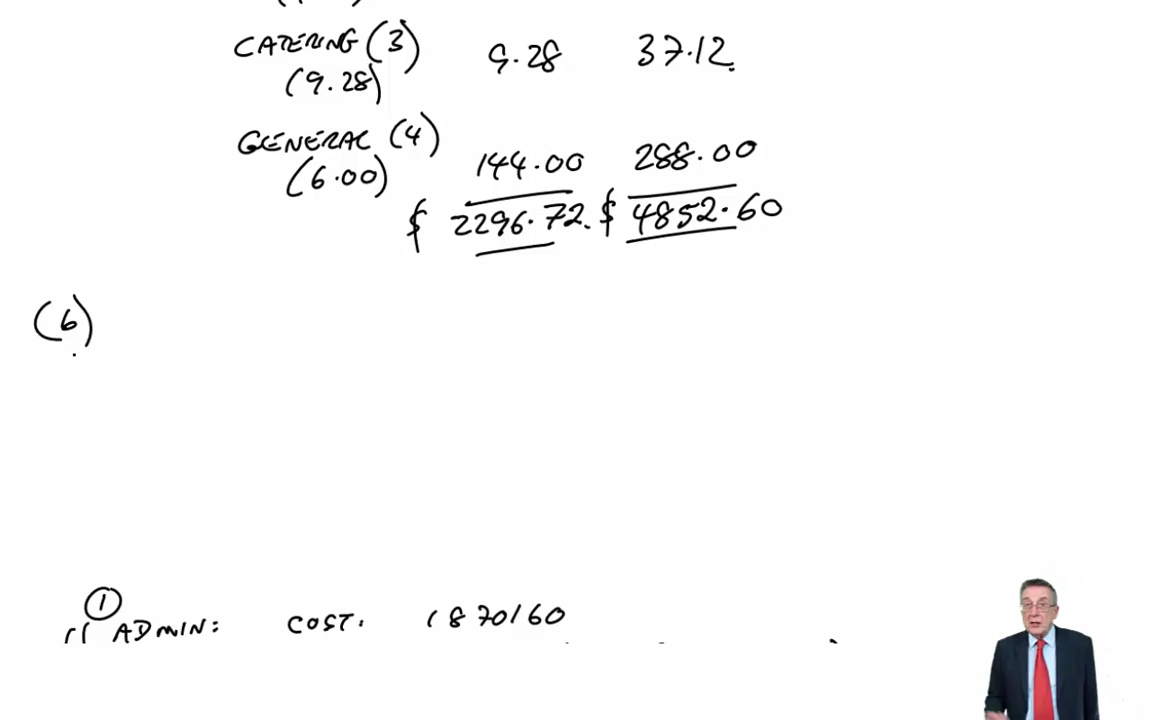 CATERING (3) 9.28 37.12
(9.28)
GENERAL (4) 144.00 288.00
(6.00)
$ 2296.72 $ 4852.60
(6)
1
ADMIN: COST. 1870160